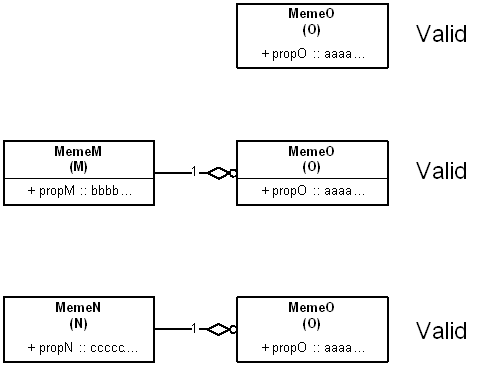 MemeO
(O)
+ propO :: aaaa...
Valid
MemeM
(M)
+ propM :: bbbb...
1
MemeO
(O)
+ propO :: aaaa...
Valid
MemeN
(N)
+ propN :: ccccc....
1
MemeO
(O)
+ propO :: aaaa...
Valid